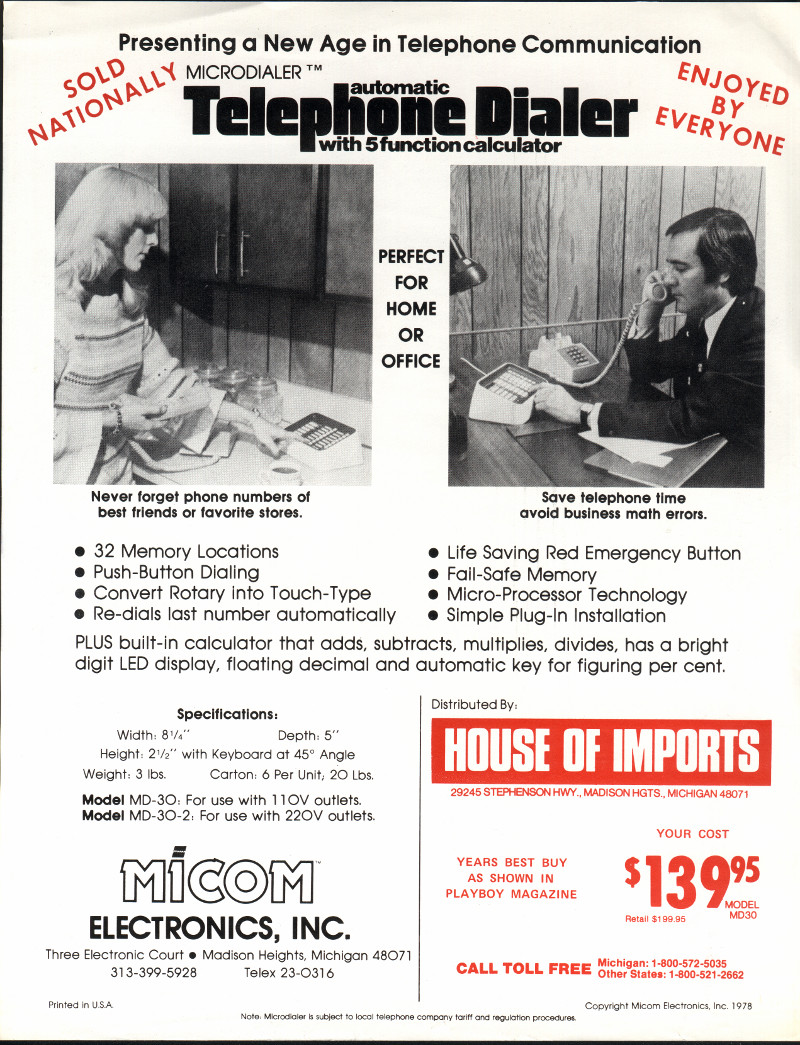 Presenting a New Age in Telephone Communication
SOLD
NATIONALLY
MICRODIALER ™
automatic
Telephone Dialer
with 5 function calculator
ENJOYED
BY
EVERYONE
PERFECT
FOR
HOME
OR
OFFICE
Never forget phone numbers of
best friends or favorite stores.
Save telephone time
avoid business math errors.
● 32 Memory Locations
● Push-Button Dialing
● Convert Rotary into Touch-Type
● Re-dials last number automatically
● Life Saving Red Emergency Button
● Fail-Safe Memory
● Micro-Processor Technology
● Simple Plug-In Installation
PLUS built-in calculator that adds, subtracts, multiplies, divides, has a bright
digit LED display, floating decimal and automatic key for figuring per cent.
Specifications:
Width: 8 1/4" Depth: 5"
Height: 2 1/2" with Keyboard at 45° Angle
Weight: 3 lbs. Carton: 6 Per Unit; 20 Lbs.
Model MD-30: For use with 110V outlets.
Model MD-30-2: For use with 220V outlets.
MICOM™
ELECTRONICS, INC.
Three Electronic Court ● Madison Heights, Michigan 48071
313-399-5928 Telex 23-0316
Distributed By:
HOUSE OF IMPORTS
29245 STEPHENSON HWY., MADISON HGTS., MICHIGAN 48071
YOUR COST
YEARS BEST BUY
AS SHOWN IN
PLAYBOY MAGAZINE
$139 95
MODEL
MD30
Retail $199.95
CALL TOLL FREE
Michigan: 1-800-572-5035
Other States: 1-800-521-2662
Printed in U.S.A.
Copyright Micom Electronics, Inc. 1978
Note: Microdialer is subject to local telephone company tariff and regulation procedures.